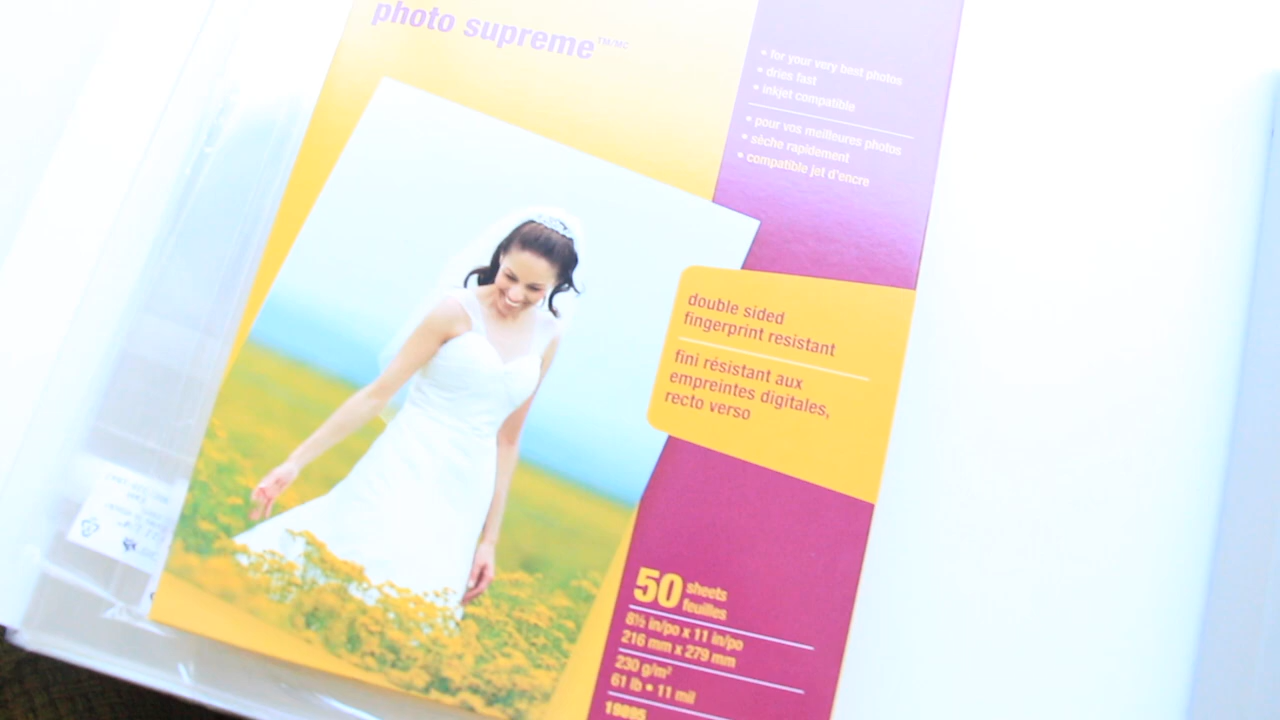 photo supreme™/MC
• for your very best photos
• dries fast
• inkjet compatible
• pour vos meilleures photos
• sèche rapidement
• compatible jet d'encre
double sided
fingerprint resistant
fini résistant aux
empreintes digitales,
recto verso
50 sheets
feuilles
8½ in/po x 11 in/po
216 mm x 279 mm
230 g/m²
61 lb • 11 mil
19895